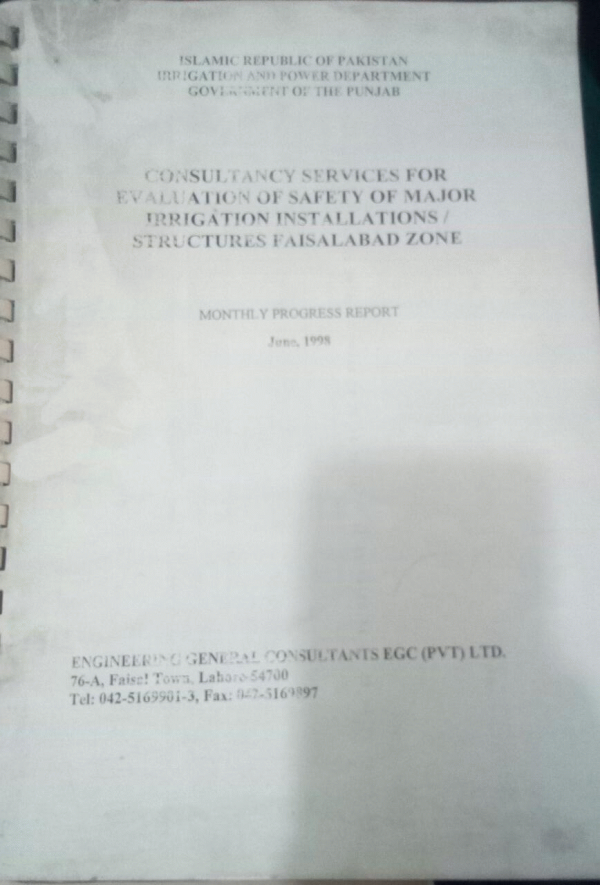 ISLAMIC REPUBLIC OF PAKISTAN
IRRIGATION AND POWER DEPARTMENT
GOVERNMENT OF THE PUNJAB
CONSULTANCY SERVICES FOR
EVALUATION OF SAFETY OF MAJOR
IRRIGATION INSTALLATIONS /
STRUCTURES FAISALABAD ZONE
MONTHLY PROGRESS REPORT
June, 1998
ENGINEERING GENERAL CONSULTANTS EGC (PVT) LTD.
76-A, Faisal Town, Lahore-54700
Tel: 042-5169901-3, Fax: 042-5169897